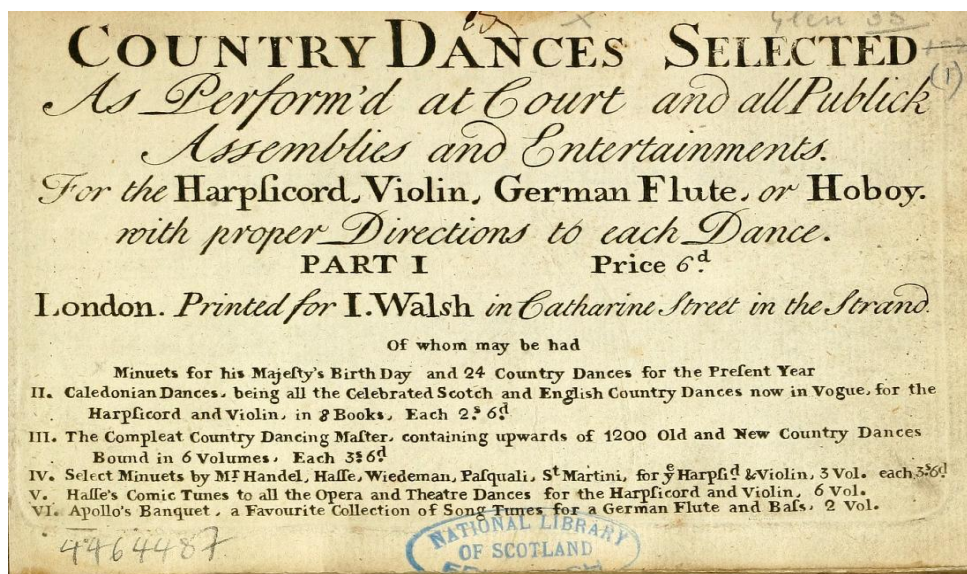 Glen 33
(1)
COUNTRY DANCES SELECTED
As Perform'd at Court and all Publick
Assemblies and Entertainments.
For the Harpſicord, Violin, German Flute, or Hoboy.
with proper Directions to each Dance.
PART I Price 6.d
London. Printed for I. Walsh in Catharine Street in the Strand.
Of whom may be had
Minuets for his Majeſty's Birth Day and 24 Country Dances for the Preſent Year
II. Caledonian Dances, being all the Celebrated Scotch and Engliſh Country Dances now in Vogue, for the
Harpſicord and Violin, in 8 Books, Each 2.s 6.d
III. The Compleat Country Dancing Maſter, containing upwards of 1200 Old and New Country Dances
Bound in 6 Volumes, Each 3s 6.d
IV. Select Minuets by Mr. Handel, Haſſe, Wiedeman, Paſquali, St. Martini, for ye Harpſid. & Violin, 3 Vol. each 3s 6d
V. Haſſe's Comic Tunes to all the Opera and Theatre Dances for the Harpſicord and Violin, 6 Vol.
VI. Apollo's Banquet, a Favourite Collection of Song Tunes for a German Flute and Baſs, 2 Vol.
4464487
NATIONAL LIBRARY
OF SCOTLAND